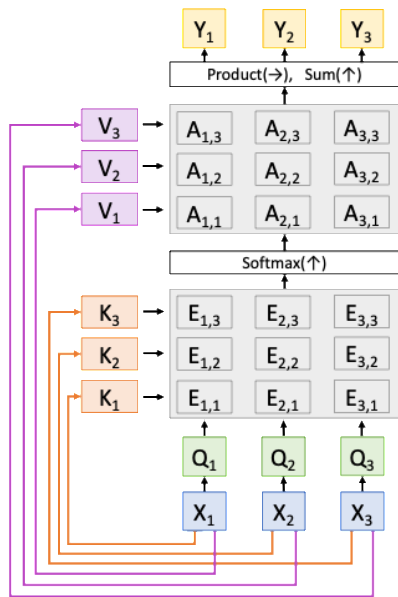 Y₁ Y₂ Y₃
Product(→), Sum(↑)
V₃ A₁,₃ A₂,₃ A₃,₃
V₂ A₁,₂ A₂,₂ A₃,₂
V₁ A₁,₁ A₂,₁ A₃,₁
Softmax(↑)
K₃ E₁,₃ E₂,₃ E₃,₃
K₂ E₁,₂ E₂,₂ E₃,₂
K₁ E₁,₁ E₂,₁ E₃,₁
Q₁ Q₂ Q₃
X₁ X₂ X₃